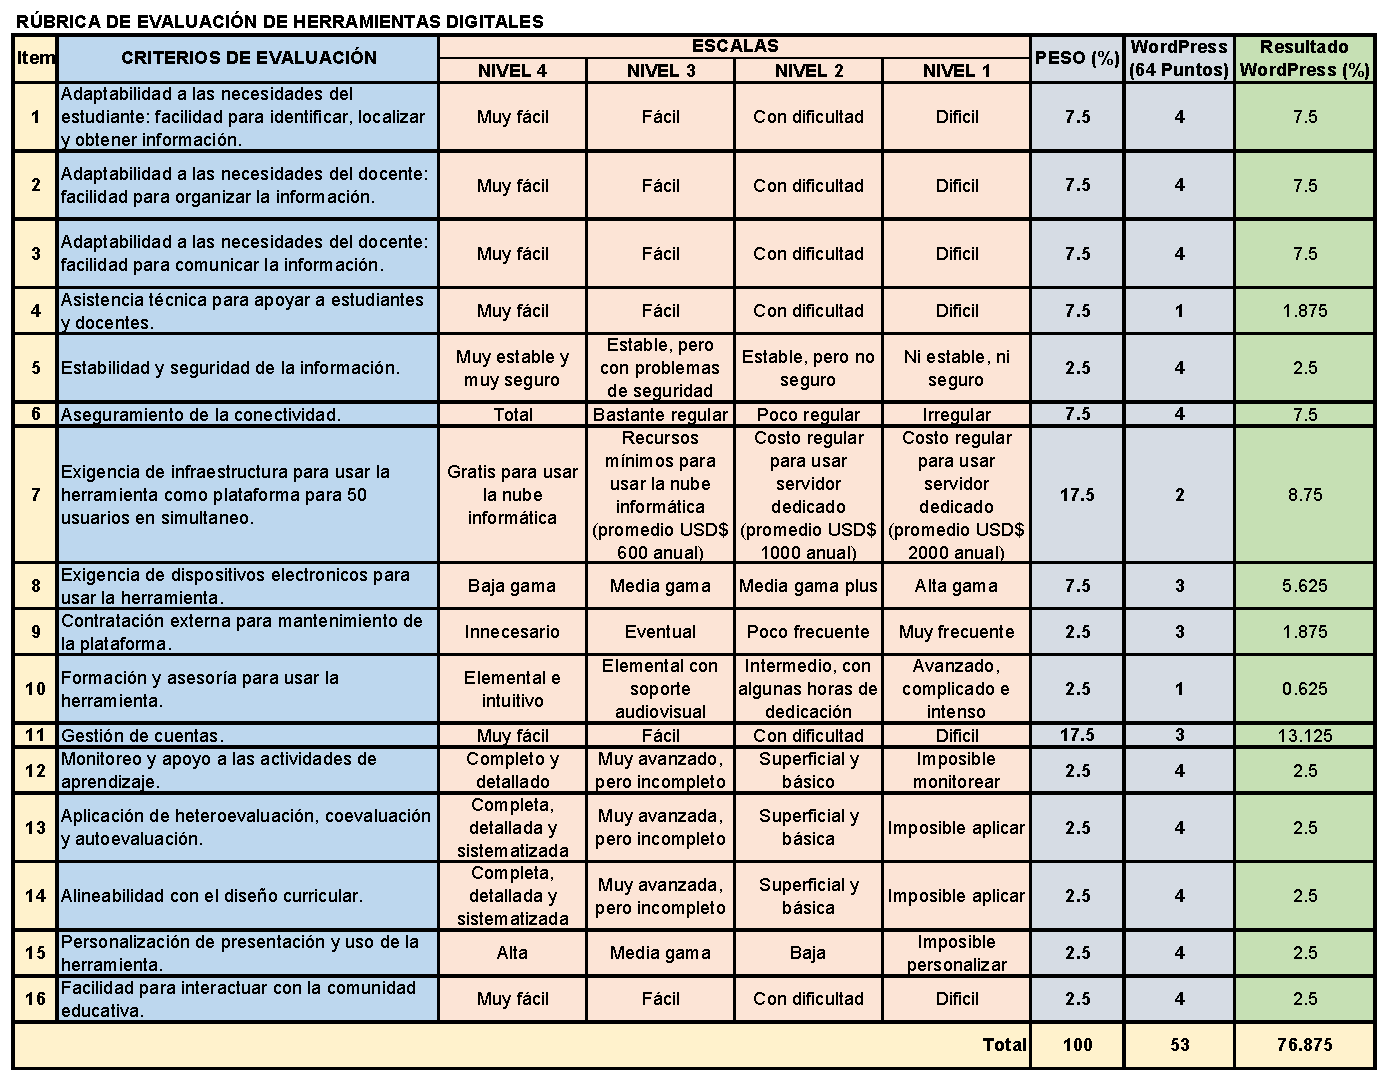 RÚBRICA DE EVALUACIÓN DE HERRAMIENTAS DIGITALES
Item CRITERIOS DE EVALUACIÓN ESCALAS PESO (%) WordPress (64 Puntos) Resultado WordPress (%)
NIVEL 4 NIVEL 3 NIVEL 2 NIVEL 1
1 Adaptabilidad a las necesidades del estudiante: facilidad para identificar, localizar y obtener información. Muy fácil Fácil Con dificultad Dificil 7.5 4 7.5
2 Adaptabilidad a las necesidades del docente: facilidad para organizar la información. Muy fácil Fácil Con dificultad Dificil 7.5 4 7.5
3 Adaptabilidad a las necesidades del docente: facilidad para comunicar la información. Muy fácil Fácil Con dificultad Dificil 7.5 4 7.5
4 Asistencia técnica para apoyar a estudiantes y docentes. Muy fácil Fácil Con dificultad Dificil 7.5 1 1.875
5 Estabilidad y seguridad de la información. Muy estable y muy seguro Estable, pero con problemas de seguridad Estable, pero no seguro Ni estable, ni seguro 2.5 4 2.5
6 Aseguramiento de la conectividad. Total Bastante regular Poco regular Irregular 7.5 4 7.5
7 Exigencia de infraestructura para usar la herramienta como plataforma para 50 usuarios en simultaneo. Gratis para usar la nube informática Recursos mínimos para usar la nube informática (promedio USD$ 600 anual) Costo regular para usar servidor dedicado (promedio USD$ 1000 anual) Costo regular para usar servidor dedicado (promedio USD$ 2000 anual) 17.5 2 8.75
8 Exigencia de dispositivos electronicos para usar la herramienta. Baja gama Media gama Media gama plus Alta gama 7.5 3 5.625
9 Contratación externa para mantenimiento de la plataforma. Innecesario Eventual Poco frecuente Muy frecuente 2.5 3 1.875
10 Formación y asesoría para usar la herramienta. Elemental e intuitivo Elemental con soporte audiovisual Intermedio, con algunas horas de dedicación Avanzado, complicado e intenso 2.5 1 0.625
11 Gestión de cuentas. Muy fácil Fácil Con dificultad Dificil 17.5 3 13.125
12 Monitoreo y apoyo a las actividades de aprendizaje. Completo y detallado Muy avanzado, pero incompleto Superficial y básico Imposible monitorear 2.5 4 2.5
13 Aplicación de heteroevaluación, coevaluación y autoevaluación. Completa, detallada y sistematizada Muy avanzada, pero incompleto Superficial y básica Imposible aplicar 2.5 4 2.5
14 Alineabilidad con el diseño curricular. Completa, detallada y sistematizada Muy avanzada, pero incompleto Superficial y básica Imposible aplicar 2.5 4 2.5
15 Personalización de presentación y uso de la herramienta. Alta Media gama Baja Imposible personalizar 2.5 4 2.5
16 Facilidad para interactuar con la comunidad educativa. Muy fácil Fácil Con dificultad Dificil 2.5 4 2.5
Total 100 53 76.875